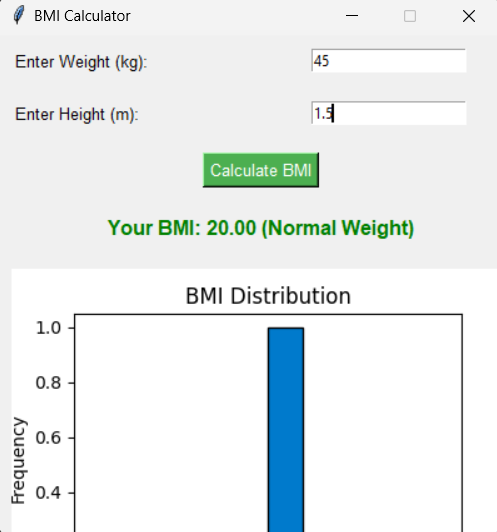 BMI Calculator
Enter Weight (kg):
45
Enter Height (m):
1.5
Calculate BMI
Your BMI: 20.00 (Normal Weight)
BMI Distribution
1.0
0.8
0.6
0.4
Frequency